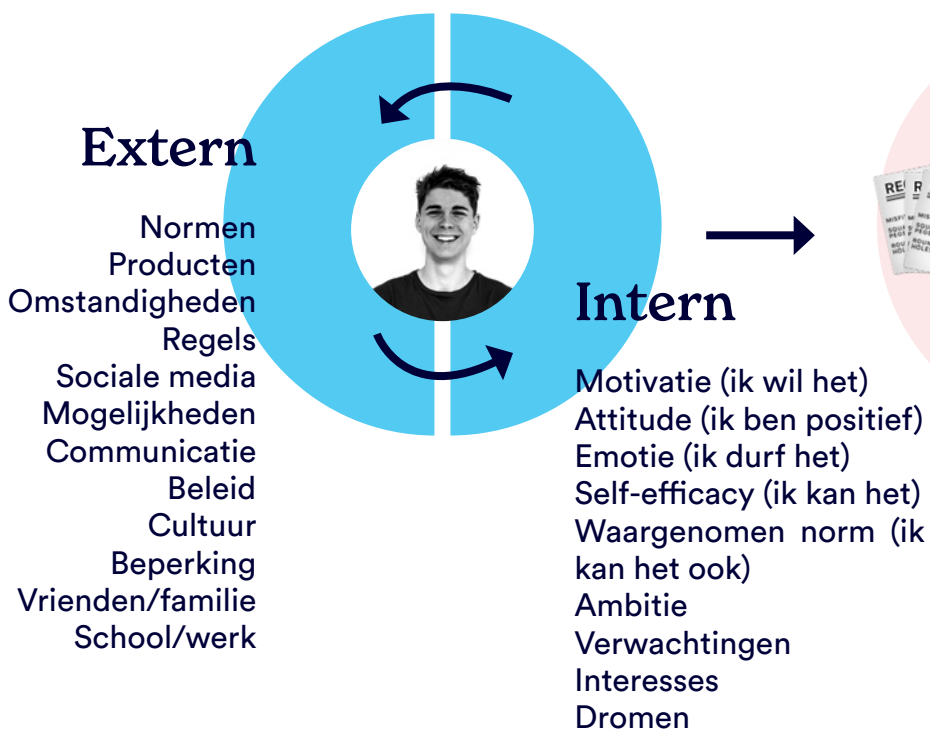 Extern
Normen
Producten
Omstandigheden
Regels
Sociale media
Mogelijkheden
Communicatie
Beleid
Cultuur
Beperking
Vrienden/familie
School/werk
Intern
Motivatie (ik wil het)
Attitude (ik ben positief)
Emotie (ik durf het)
Self-efficacy (ik kan het)
Waargenomen norm (ik
kan het ook)
Ambitie
Verwachtingen
Interesses
Dromen